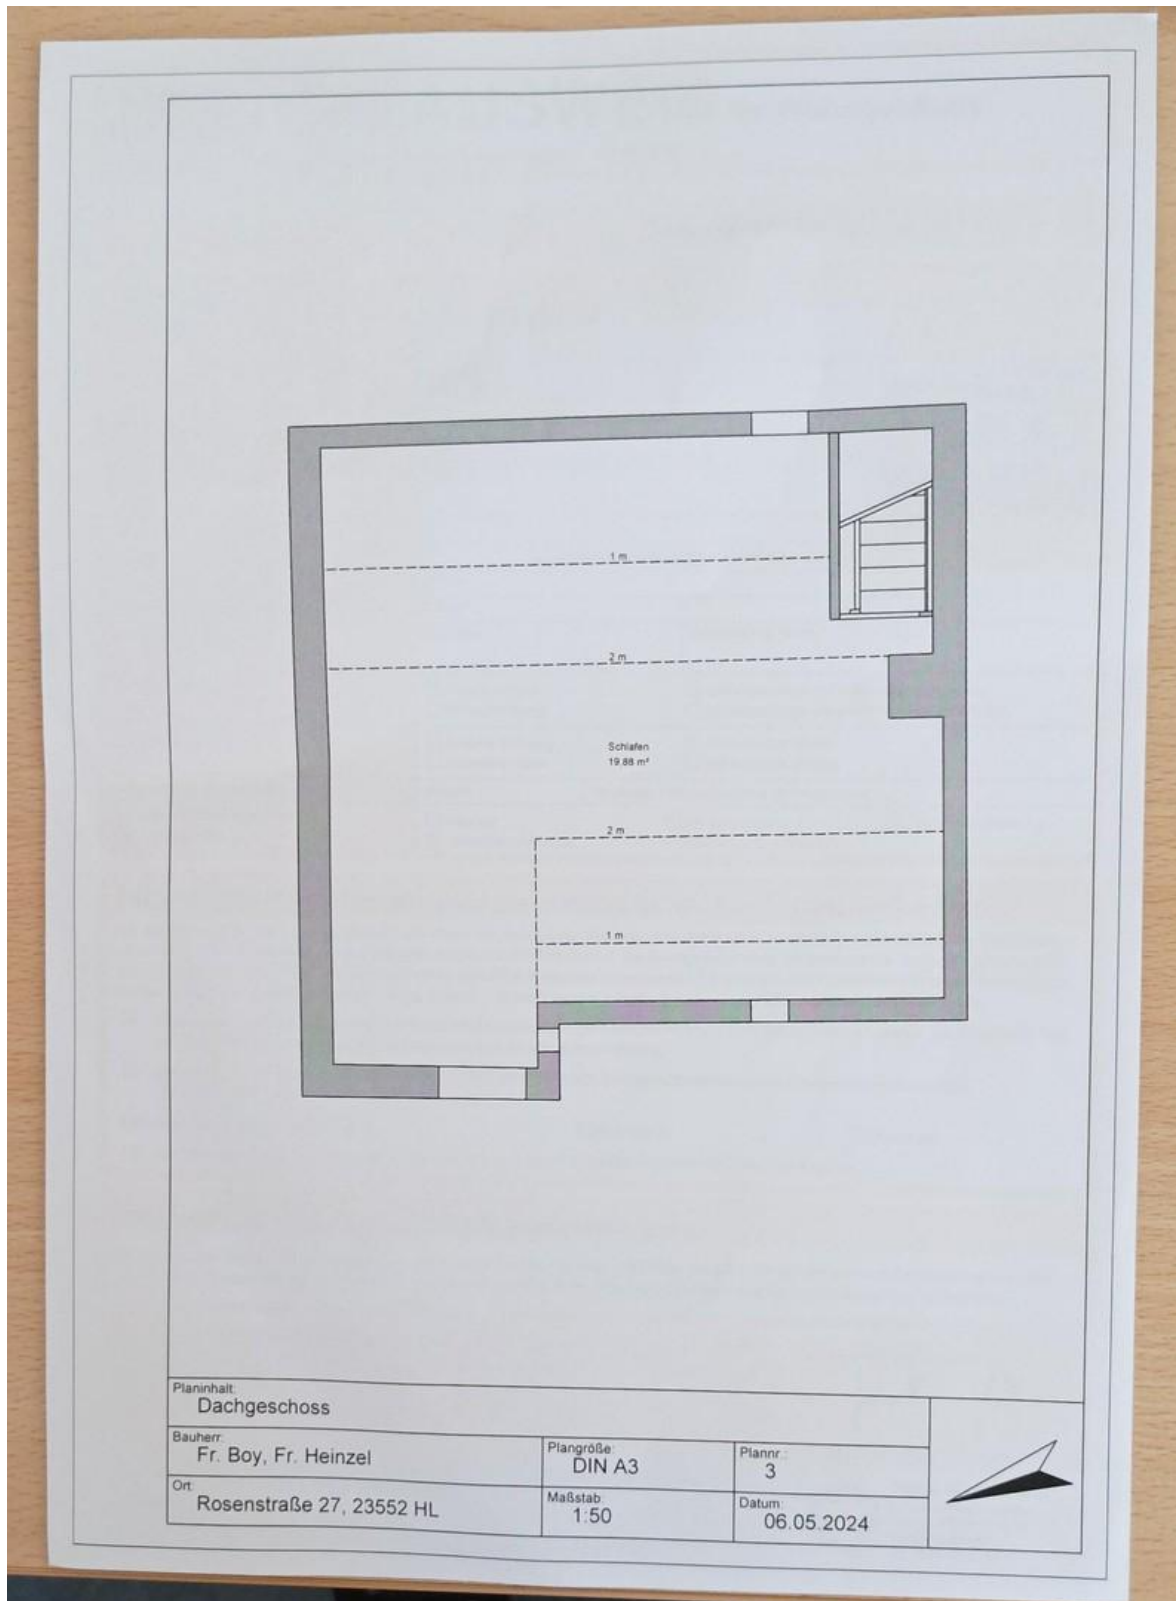 1 m
2 m
Schlafen
19.88 m²
2 m
1 m
Planinhalt:
Dachgeschoss
Bauherr:
Fr. Boy, Fr. Heinzel
Plangröße:
DIN A3
Plannr.:
3
Ort:
Rosenstraße 27, 23552 HL
Maßstab:
1:50
Datum:
06.05.2024